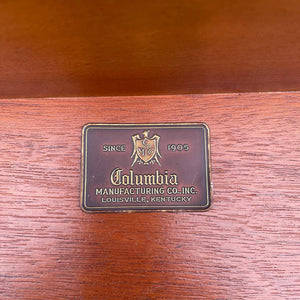 SINCE 1905
Columbia
MANUFACTURING CO., INC.
LOUISVILLE, KENTUCKY